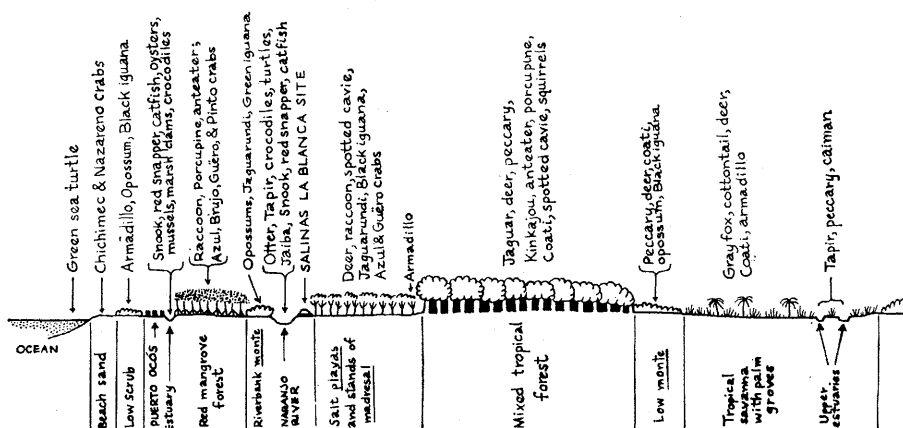 Green sea turtle
Chichimec & Nazareno crabs
Armadillo, Opossum, Black iguana
Snook, red snapper, catfish, oysters,
mussels, marsh clams, crocodiles
Raccoon, Porcupine, anteater;
Azul, Brujo, Guëro, & Pinto crabs
Opossums, Jaguarundi, Green iguana
Otter, Tapir, crocodiles, turtles,
Jaiba, Snook, red snapper, catfish
SALINAS LA BLANCA SITE
Deer, raccoon, spotted cavie,
Jaguarundi, Black iguana,
Azul & Guëro crabs
Armadillo
Jaguar, deer, peccary,
Kinkajou, anteater, porcupine,
Coati, spotted cavie, squirrels
Peccary, deer, coati,
opossum, Black iguana
Gray fox, cottontail, deer,
Coati, armadillo
Tapir, peccary, caiman
OCEAN
Beach sand
Low scrub
PUERTO OCÓS
Estuary
Red mangrove
forest
Riverbank monte
NARANJO
RIVER
Salt playas
and stands of
madresal
Mixed tropical
forest
Low monte
Tropical
savanna
with palm
groves
Upper
estuaries